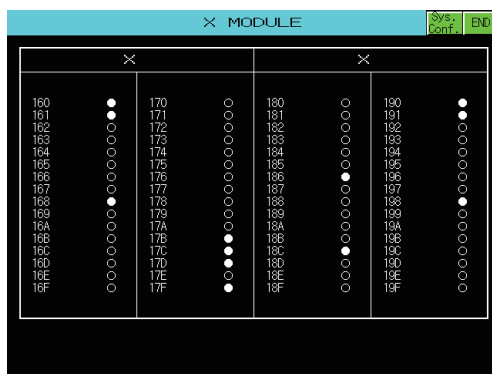 X MODULE
Sys. Conf.
END
X X
160 ● 170 ○ 180 ○ 190 ●
161 ● 171 ○ 181 ○ 191 ●
162 ○ 172 ○ 182 ○ 192 ○
163 ○ 173 ○ 183 ○ 193 ○
164 ○ 174 ○ 184 ○ 194 ○
165 ○ 175 ○ 185 ○ 195 ○
166 ○ 176 ○ 186 ● 196 ○
167 ○ 177 ○ 187 ○ 197 ○
168 ● 178 ○ 188 ○ 198 ●
169 ○ 179 ○ 189 ○ 199 ○
16A ○ 17A ○ 18A ○ 19A ○
16B ○ 17B ● 18B ○ 19B ○
16C ○ 17C ● 18C ● 19C ○
16D ○ 17D ● 18D ○ 19D ○
16E ○ 17E ○ 18E ○ 19E ○
16F ○ 17F ● 18F ○ 19F ○